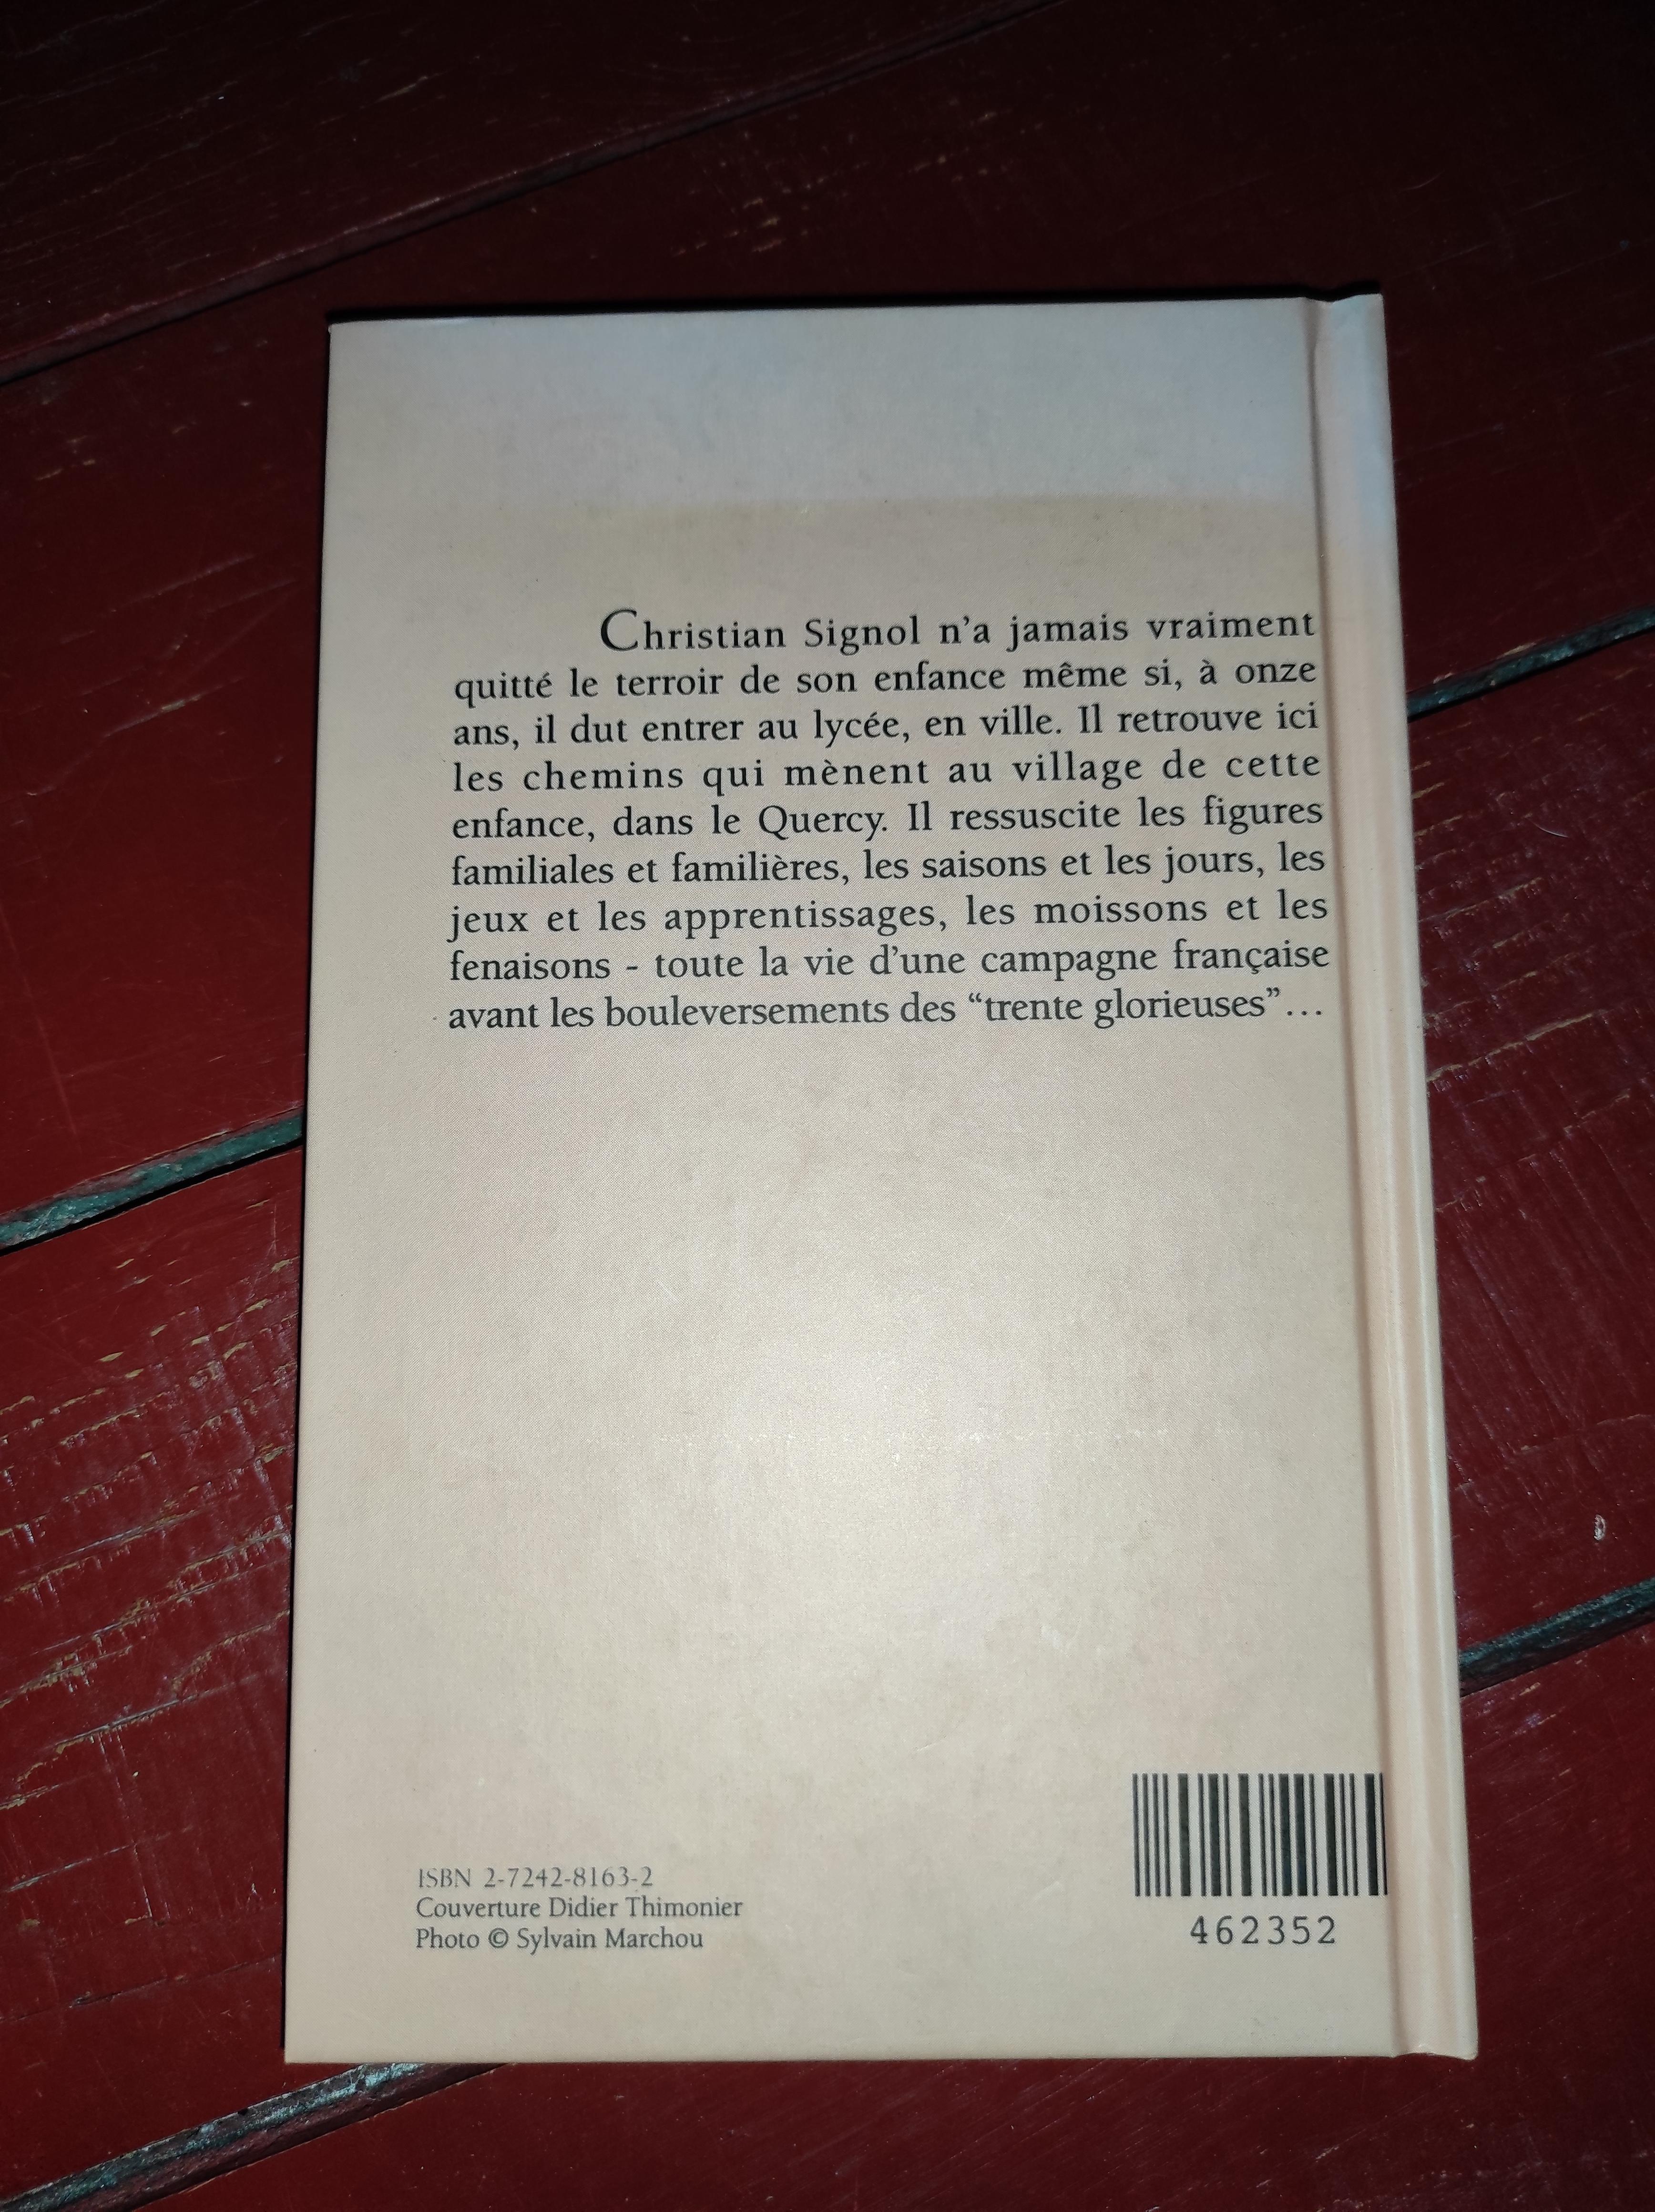 Christian Signol n’a jamais vraiment
quitté le terroir de son enfance même si, à onze
ans, il dut entrer au lycée, en ville. Il retrouve ici
les chemins qui mènent au village de cette
enfance, dans le Quercy. Il ressuscite les figures
familiales et familières, les saisons et les jours, les
jeux et les apprentissages, les moissons et les
fenaisons - toute la vie d’une campagne française
avant les bouleversements des “trente glorieuses”…
ISBN 2-7242-8163-2
Couverture Didier Thimonier
Photo © Sylvain Marchou
462352